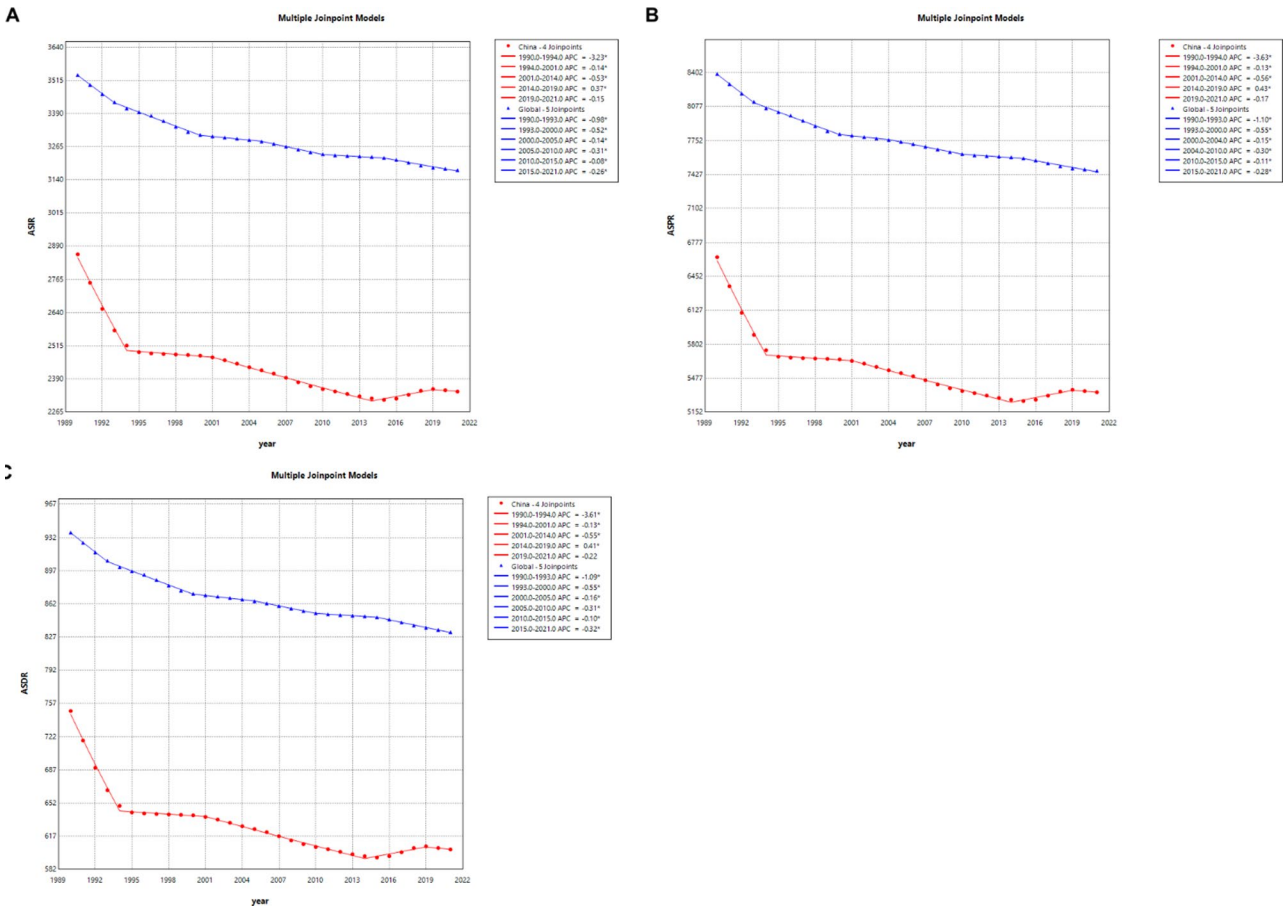 A
Multiple Joinpoint Models
3640
3515
3390
3265
3140
3015
2890
2765
2640
2515
2390
2265
ASIR
1989 1992 1995 1998 2001 2004 2007 2010 2013 2016 2019 2022
year
China - 4 Joinpoints
1990.0-1994.0 APC = -3.23*
1994.0-2001.0 APC = -0.14*
2001.0-2014.0 APC = -0.53*
2014.0-2019.0 APC = 0.37*
2019.0-2021.0 APC = -0.15
Global - 5 Joinpoints
1990.0-1993.0 APC = -0.98*
1993.0-2000.0 APC = -0.52*
2000.0-2005.0 APC = -0.14*
2005.0-2010.0 APC = -0.31*
2010.0-2015.0 APC = -0.08*
2015.0-2021.0 APC = -0.26*
B
Multiple Joinpoint Models
8402
8077
7752
7427
7102
6777
6452
6127
5802
5477
5152
ASPR
1989 1992 1995 1998 2001 2004 2007 2010 2013 2016 2019 2022
year
China - 4 Joinpoints
1990.0-1994.0 APC = -3.63*
1994.0-2001.0 APC = -0.13*
2001.0-2014.0 APC = -0.56*
2014.0-2019.0 APC = 0.43*
2019.0-2021.0 APC = -0.17
Global - 5 Joinpoints
1990.0-1993.0 APC = -1.10*
1993.0-2000.0 APC = -0.55*
2000.0-2004.0 APC = -0.15*
2004.0-2010.0 APC = -0.30*
2010.0-2015.0 APC = -0.11*
2015.0-2021.0 APC = -0.28*
C
Multiple Joinpoint Models
967
932
897
862
827
792
757
722
687
652
617
582
ASDR
1989 1992 1995 1998 2001 2004 2007 2010 2013 2016 2019 2022
year
China - 4 Joinpoints
1990.0-1994.0 APC = -3.61*
1994.0-2001.0 APC = -0.13*
2001.0-2014.0 APC = -0.55*
2014.0-2019.0 APC = 0.41*
2019.0-2021.0 APC = -0.22
Global - 5 Joinpoints
1990.0-1993.0 APC = -1.09*
1993.0-2000.0 APC = -0.55*
2000.0-2005.0 APC = -0.16*
2005.0-2010.0 APC = -0.31*
2010.0-2015.0 APC = -0.10*
2015.0-2021.0 APC = -0.32*